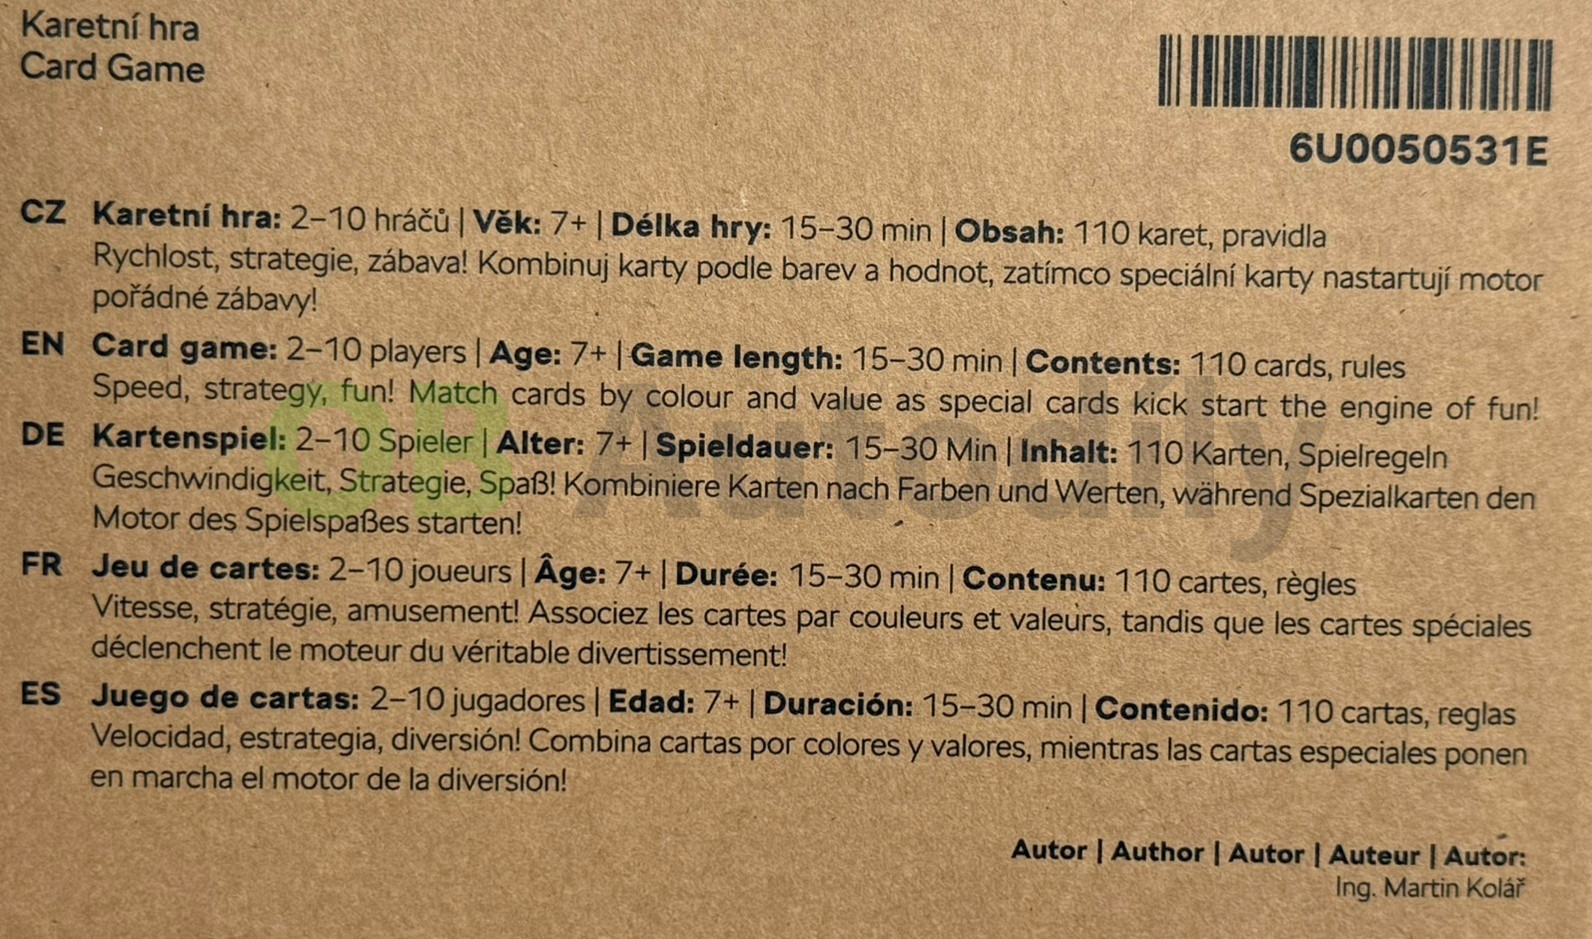 Karetní hra
Card Game
6U0050531E
CZ Karetní hra: 2–10 hráčů | Věk: 7+ | Délka hry: 15–30 min | Obsah: 110 karet, pravidla
Rychlost, strategie, zábava! Kombinuj karty podle barev a hodnot, zatímco speciální karty nastartují motor
pořádné zábavy!
EN Card game: 2–10 players | Age: 7+ | Game length: 15–30 min | Contents: 110 cards, rules
Speed, strategy, fun! Match cards by colour and value as special cards kick start the engine of fun!
DE Kartenspiel: 2–10 Spieler | Alter: 7+ | Spieldauer: 15–30 Min | Inhalt: 110 Karten, Spielregeln
Geschwindigkeit, Strategie, Spaß! Kombiniere Karten nach Farben und Werten, während Spezialkarten den
Motor des Spielspaßes starten!
FR Jeu de cartes: 2–10 joueurs | Âge: 7+ | Durée: 15–30 min | Contenu: 110 cartes, règles
Vitesse, stratégie, amusement! Associez les cartes par couleurs et valeurs, tandis que les cartes spéciales
déclenchent le moteur du véritable divertissement!
ES Juego de cartas: 2–10 jugadores | Edad: 7+ | Duración: 15–30 min | Contenido: 110 cartas, reglas
Velocidad, estrategia, diversión! Combina cartas por colores y valores, mientras las cartas especiales ponen
en marcha el motor de la diversión!
Autor | Author | Autor | Auteur | Autor:
Ing. Martin Kolář
CB Autodíly